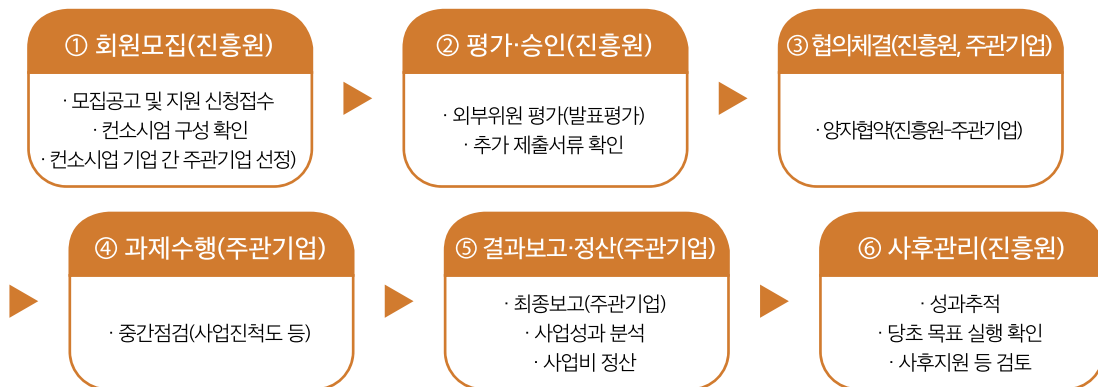 ① 회원모집(진흥원)
· 모집공고 및 지원 신청접수
· 컨소시엄 구성 확인
· 컨소시업 기업 간 주관기업 선정)
② 평가·승인(진흥원)
· 외부위원 평가(발표평가)
· 추가 제출서류 확인
③ 협의체결(진흥원, 주관기업)
· 양자협약(진흥원-주관기업)
④ 과제수행(주관기업)
· 중간점검(사업진척도 등)
⑤ 결과보고·정산(주관기업)
· 최종보고(주관기업)
· 사업성과 분석
· 사업비 정산
⑥ 사후관리(진흥원)
· 성과추적
· 당초 목표 실행 확인
· 사후지원 등 검토